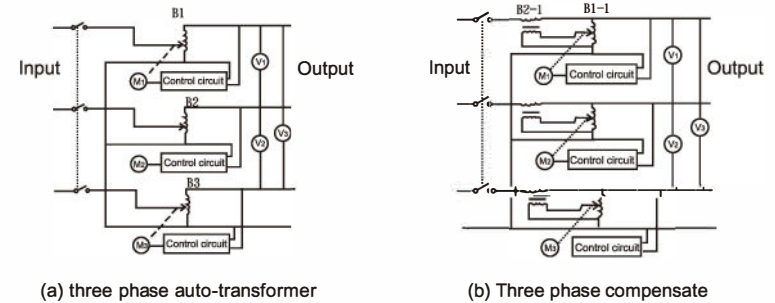 B1
Input
V1
Output
M1
Control circuit
B2
V2
V3
M2
Control circuit
B3
M3
Control circuit
(a) three phase auto-transformer
B2-1
B1-1
Input
V1
Output
M1
Control circuit
V3
V2
M2
Control circuit
M3
Control circuit
(b) Three phase compensate